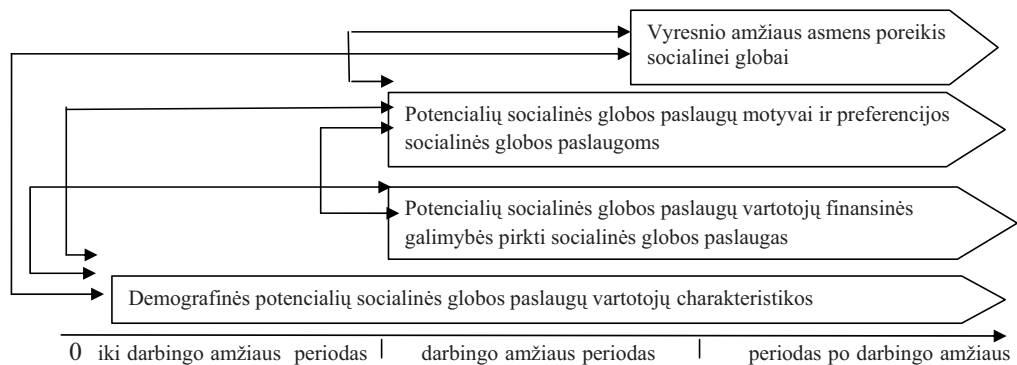 Vyresnio amžiaus asmens poreikis
socialinei globai
Potencialių socialinės globos paslaugų motyvai ir preferencijos
socialinės globos paslaugoms
Potencialių socialinės globos paslaugų vartotojų finansinės
galimybės pirkti socialinės globos paslaugas
Demografinės potencialių socialinės globos paslaugų vartotojų charakteristikos
0 iki darbingo amžiaus periodas | darbingo amžiaus periodas | periodas po darbingo amžiaus